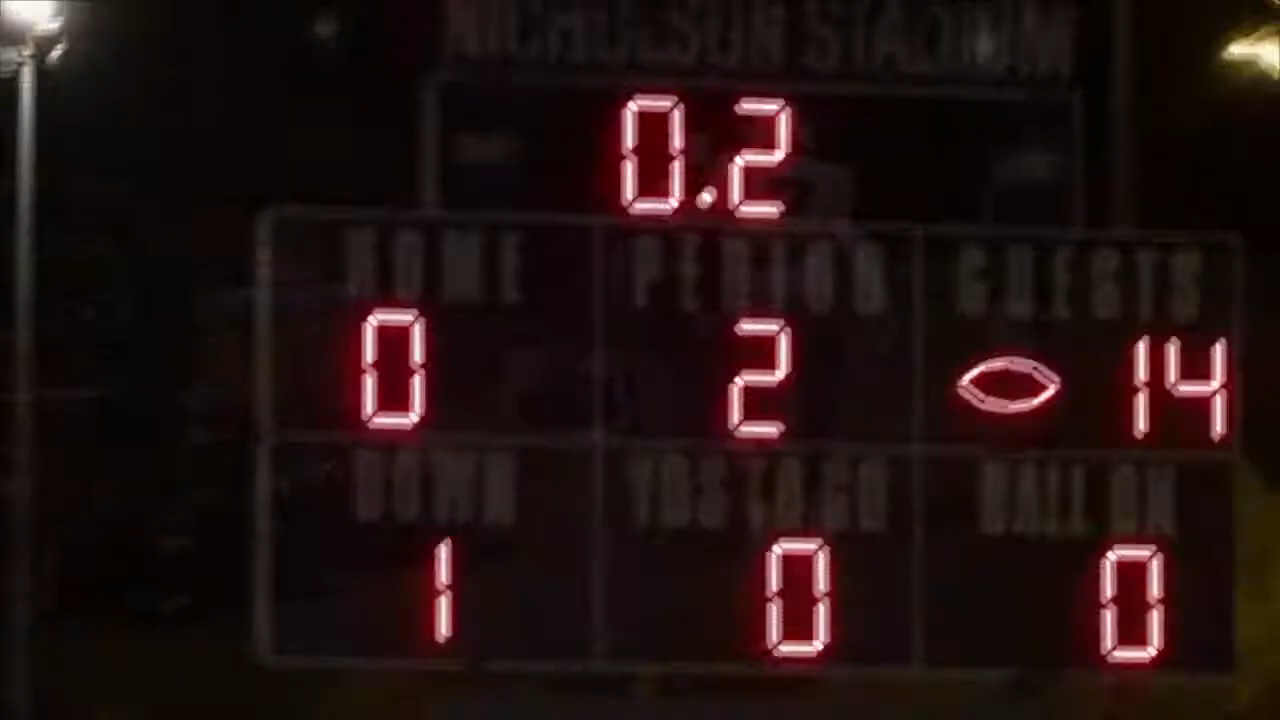 NICHOLSON STADIUM
0.2
HOME PERIOD GUESTS
0 2 14
DOWN YDS TO GO BALL ON
1 0 0